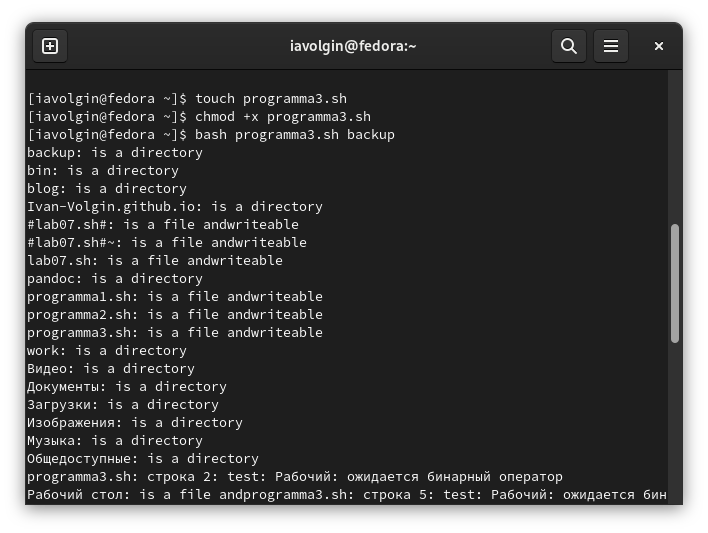 iavolgin@fedora:~
[iavolgin@fedora ~]$ touch programma3.sh
[iavolgin@fedora ~]$ chmod +x programma3.sh
[iavolgin@fedora ~]$ bash programma3.sh backup
backup: is a directory
bin: is a directory
blog: is a directory
Ivan-Volgin.github.io: is a directory
#lab07.sh#: is a file andwriteable
#lab07.sh#~: is a file andwriteable
lab07.sh: is a file andwriteable
pandoc: is a directory
programma1.sh: is a file andwriteable
programma2.sh: is a file andwriteable
programma3.sh: is a file andwriteable
work: is a directory
Видео: is a directory
Документы: is a directory
Загрузки: is a directory
Изображения: is a directory
Музыка: is a directory
Общедоступные: is a directory
programma3.sh: строка 2: test: Рабочий: ожидается бинарный оператор
Рабочий стол: is a file andprogramma3.sh: строка 5: test: Рабочий: ожидается бин